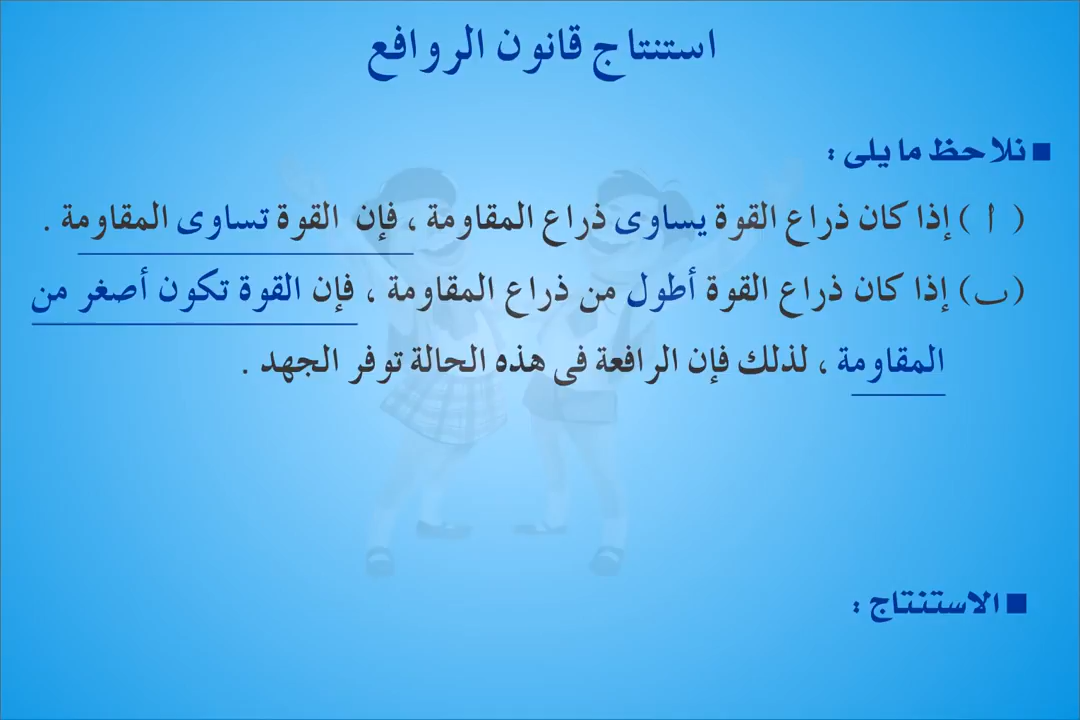 استنتاج قانون الروافع
■ نلاحظ ما يلى :
( أ ) إذا كان ذراع القوة يساوى ذراع المقاومة ، فإن القوة تساوى المقاومة .
(ب) إذا كان ذراع القوة أطول من ذراع المقاومة ، فإن القوة تكون أصغر من
المقاومة ، لذلك فإن الرافعة فى هذه الحالة توفر الجهد .
■ الاستنتاج :